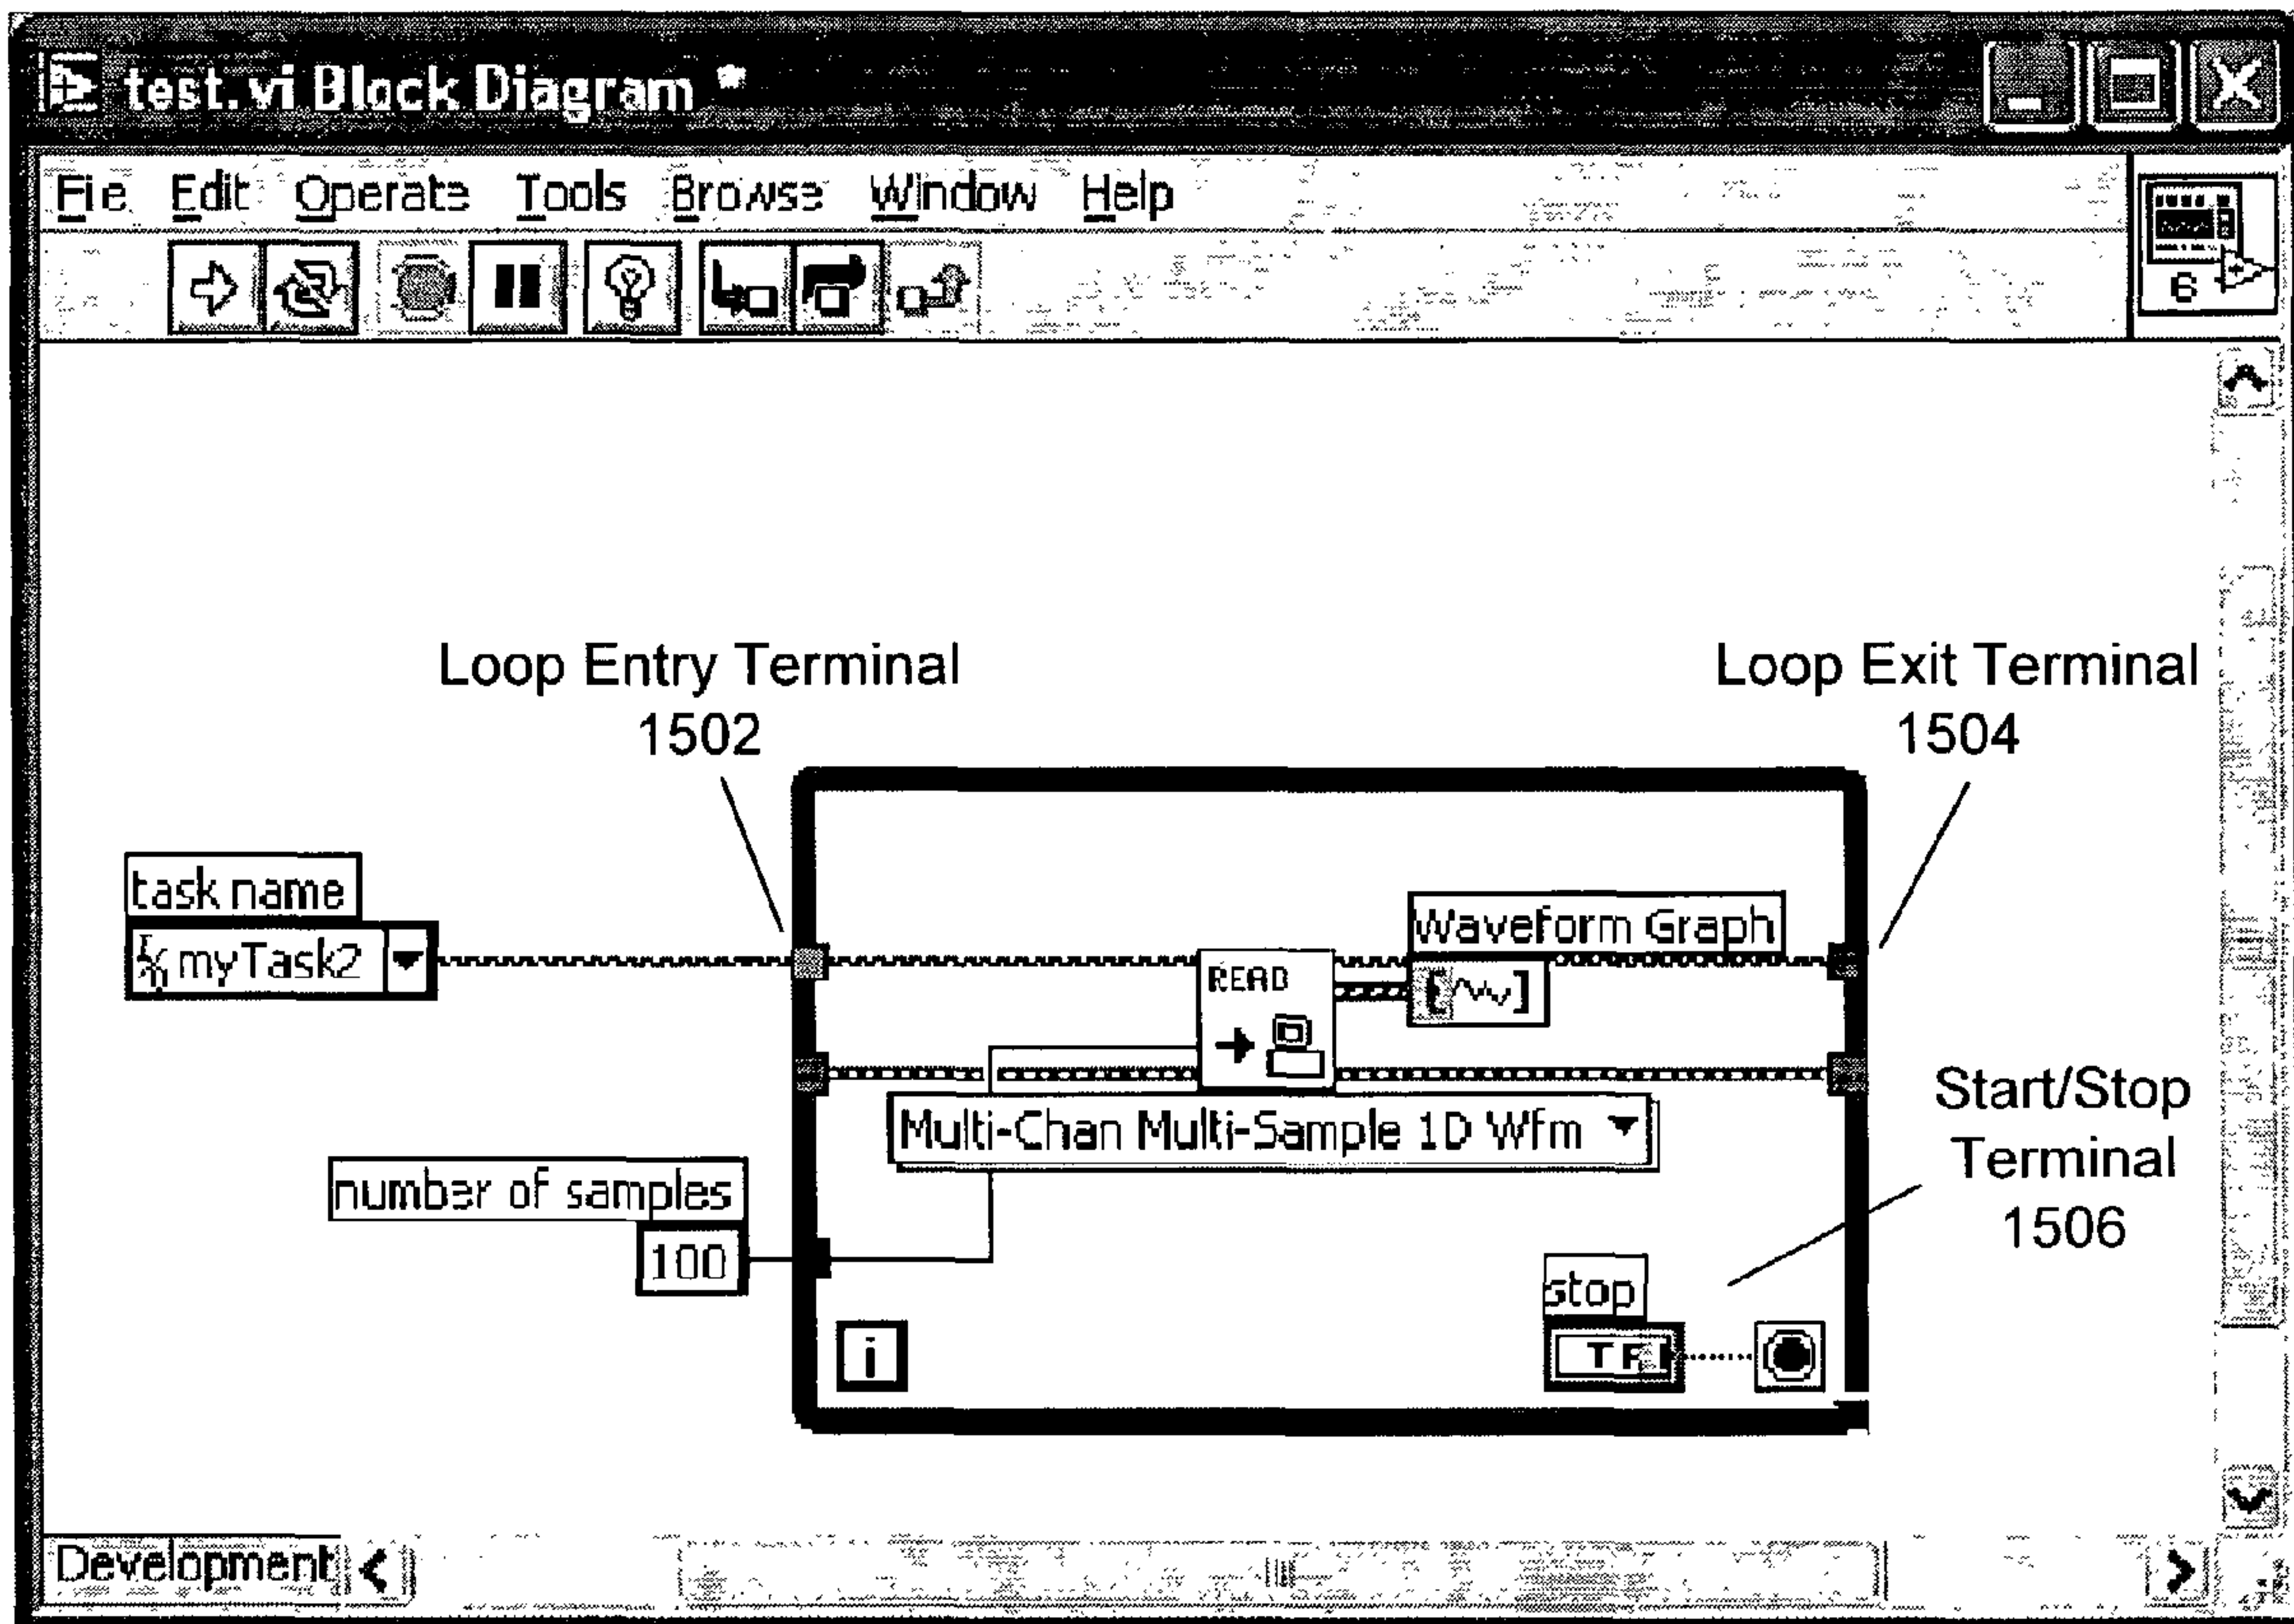 test.vi Block Diagram *
File Edit Operate Tools Browse Window Help
6
Loop Entry Terminal
1502
Loop Exit Terminal
1504
task name
myTask2
Waveform Graph
READ
Multi-Chan Multi-Sample 1D Wfm
Start/Stop
Terminal
1506
number of samples
100
stop
TF
i
Development